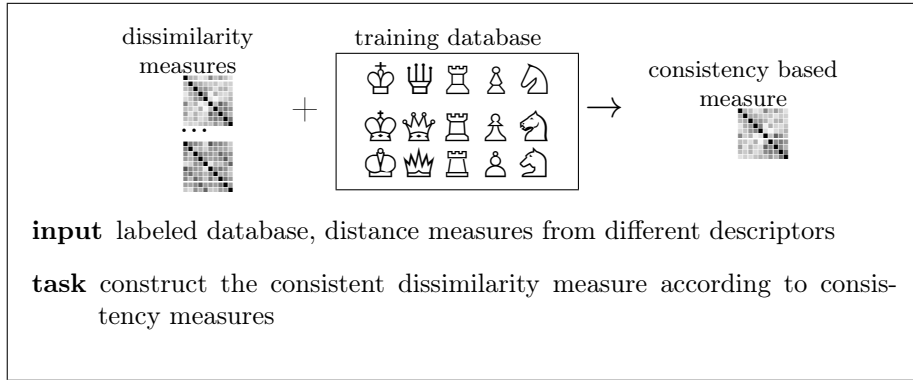 dissimilarity
measures
training database
consistency based
measure
+
→
...
input labeled database, distance measures from different descriptors
task construct the consistent dissimilarity measure according to consis-
tency measures